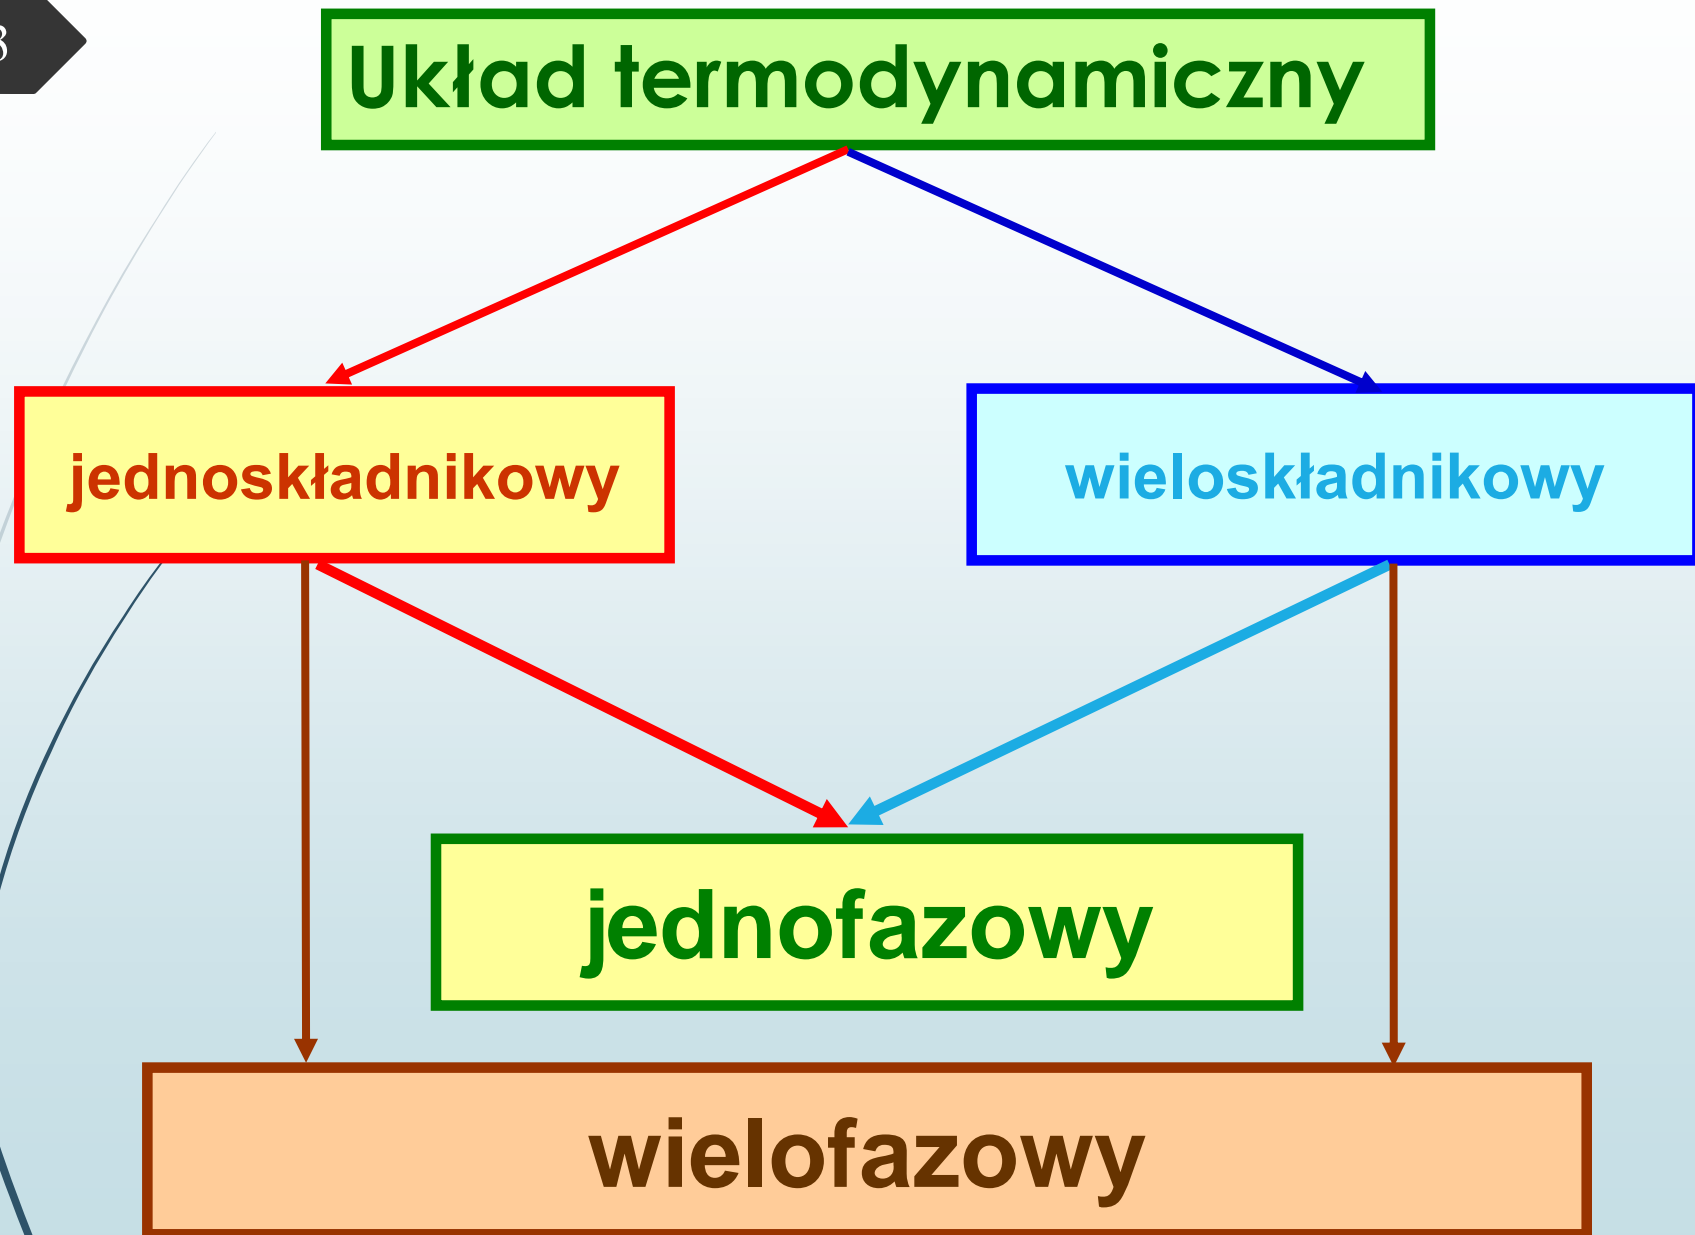 Układ termodynamiczny
jednoskładnikowy
wieloskładnikowy
jednofazowy
wielofazowy